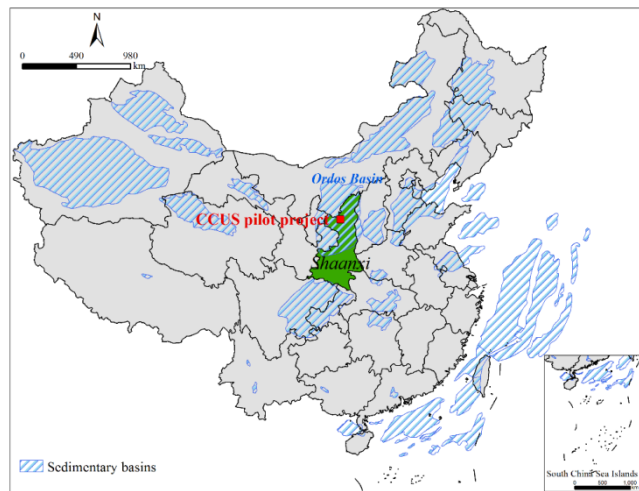 N
0 490 980
km
Ordos Basin
CCUS pilot project
Shaanxi
Sedimentary basins
South China Sea Islands
0 500 1,000